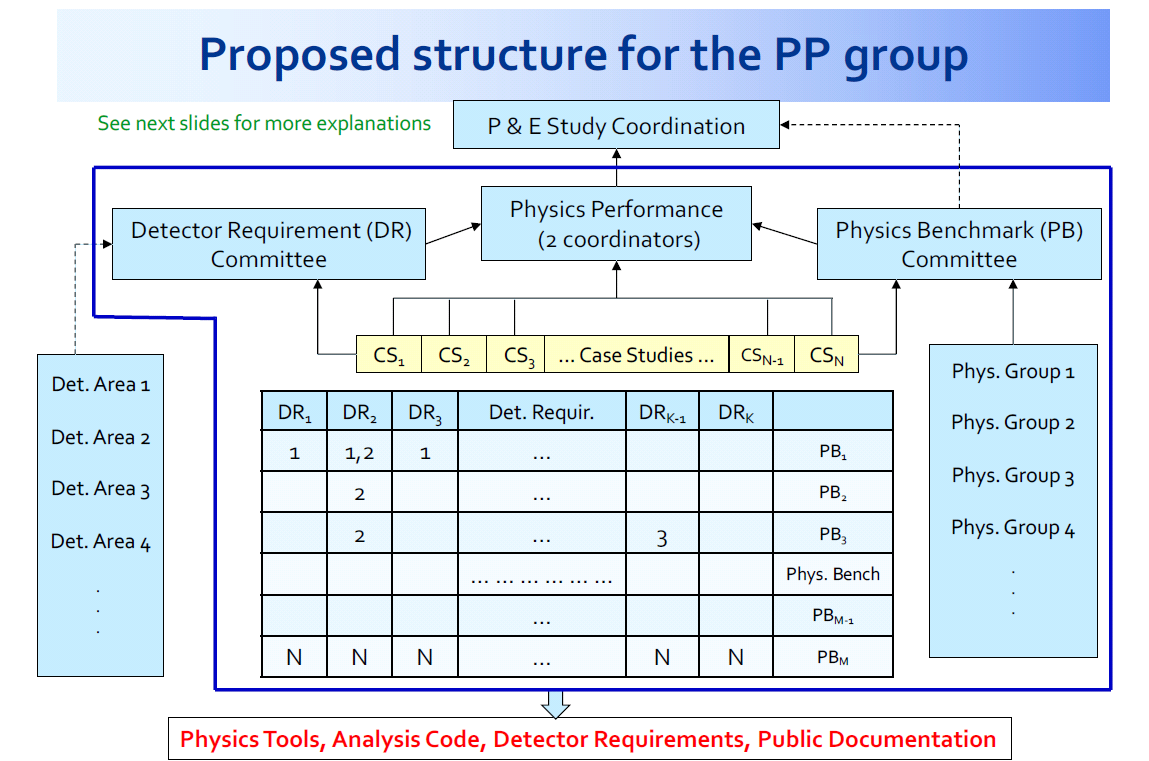 Proposed structure for the PP group
See next slides for more explanations
P & E Study Coordination
Detector Requirement (DR)
Committee
Physics Performance
(2 coordinators)
Physics Benchmark (PB)
Committee
CS1 CS2 CS3 ... Case Studies ... CSN-1 CSN
Det. Area 1
Det. Area 2
Det. Area 3
Det. Area 4
.
.
.
DR1 DR2 DR3 Det. Requir. DRK-1 DRK
1 1,2 1 ... PB1
2 ... PB2
2 ... 3 PB3
... ... ... ... ... ... Phys. Bench
... PBM-1
N N N ... N N PBM
Phys. Group 1
Phys. Group 2
Phys. Group 3
Phys. Group 4
.
.
.
Physics Tools, Analysis Code, Detector Requirements, Public Documentation